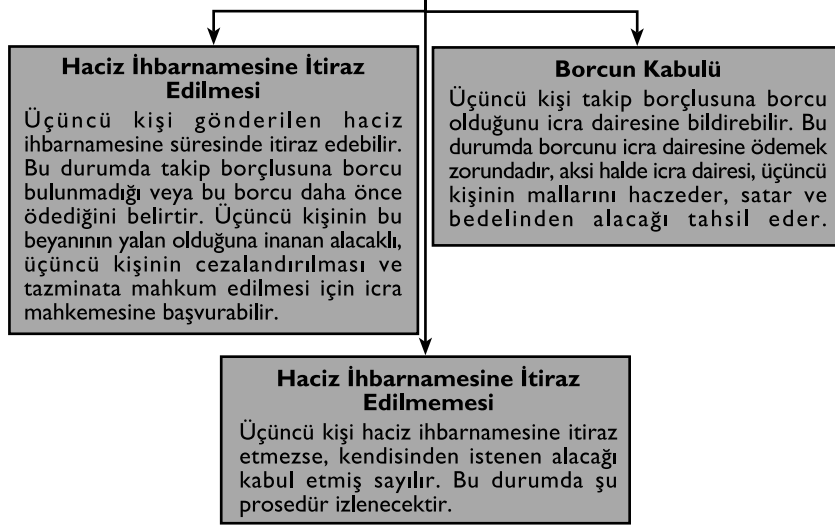 Haciz İhbarnamesine İtiraz
Edilmesi
Üçüncü kişi gönderilen haciz
ihbarnamesine süresinde itiraz edebilir.
Bu durumda takip borçlusuna borcu
bulunmadığı veya bu borcu daha önce
ödediğini belirtir. Üçüncü kişinin bu
beyanının yalan olduğuna inanan alacaklı,
üçüncü kişinin cezalandırılması ve
tazminata mahkum edilmesi için icra
mahkemesine başvurabilir.
Borcun Kabulü
Üçüncü kişi takip borçlusuna borcu
olduğunu icra dairesine bildirebilir. Bu
durumda borcunu icra dairesine ödemek
zorundadır, aksi halde icra dairesi, üçüncü
kişinin mallarını haczeder, satar ve
bedelinden alacağı tahsil eder.
Haciz İhbarnamesine İtiraz
Edilmemesi
Üçüncü kişi haciz ihbarnamesine itiraz
etmezse, kendisinden istenen alacağı
kabul etmiş sayılır. Bu durumda şu
prosedür izlenecektir.